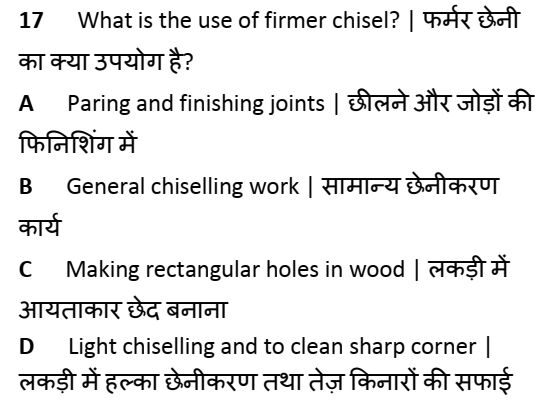 17 What is the use of firmer chisel? | फर्मर छेनी
का क्या उपयोग है?
A Paring and finishing joints | छीलने और जोड़ों की
फिनिशिंग में
B General chiselling work | सामान्य छेनीकरण
कार्य
C Making rectangular holes in wood | लकड़ी में
आयताकार छेद बनाना
D Light chiselling and to clean sharp corner |
लकड़ी में हल्का छेनीकरण तथा तेज़ किनारों की सफाई